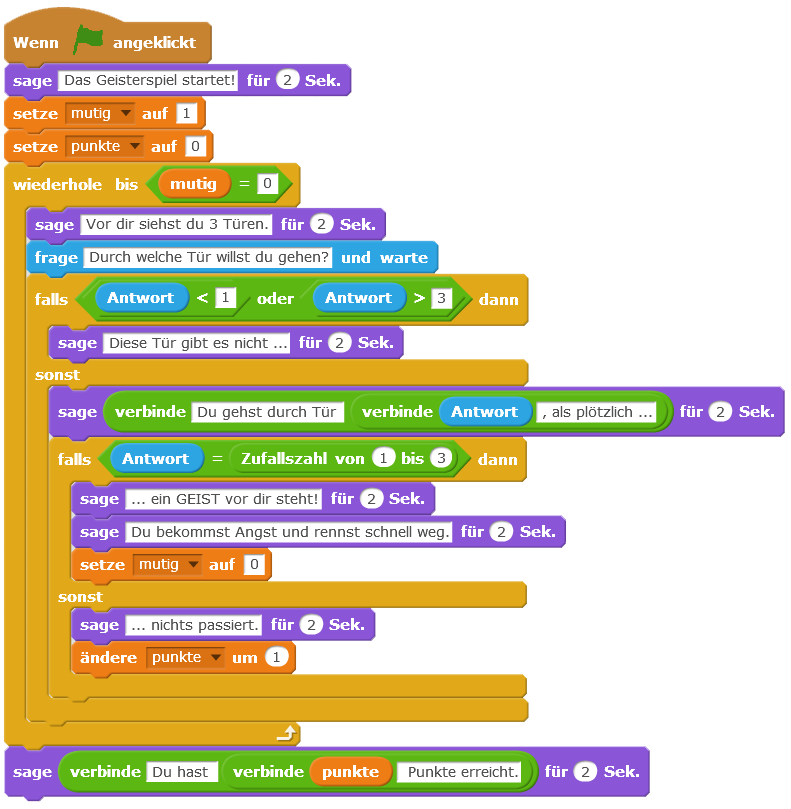 Wenn angeklickt
sage Das Geisterspiel startet! für 2 Sek.
setze mutig auf 1
setze punkte auf 0
wiederhole bis mutig = 0
sage Vor dir siehst du 3 Türen. für 2 Sek.
frage Durch welche Tür willst du gehen? und warte
falls Antwort < 1 oder Antwort > 3 dann
sage Diese Tür gibt es nicht ... für 2 Sek.
sonst
sage verbinde Du gehst durch Tür verbinde Antwort , als plötzlich ... für 2 Sek.
falls Antwort = Zufallszahl von 1 bis 3 dann
sage ... ein GEIST vor dir steht! für 2 Sek.
sage Du bekommst Angst und rennst schnell weg. für 2 Sek.
setze mutig auf 0
sonst
sage ... nichts passiert. für 2 Sek.
ändere punkte um 1
sage verbinde Du hast verbinde punkte Punkte erreicht. für 2 Sek.